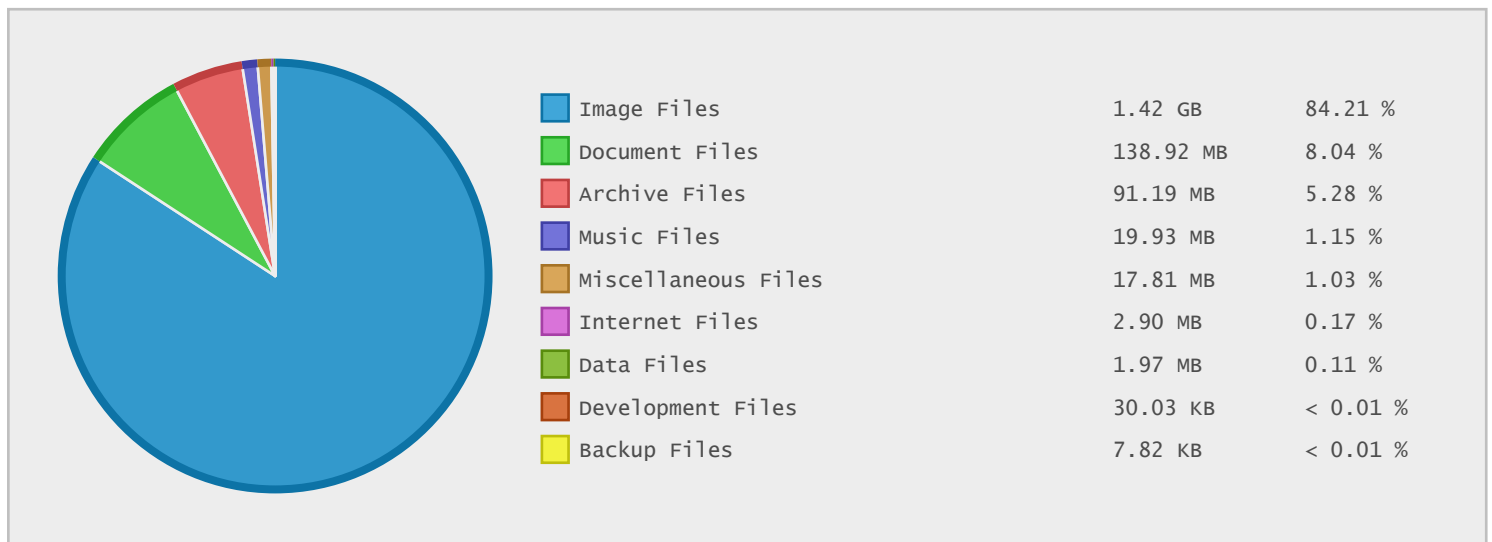 Image Files 1.42 GB 84.21 %
Document Files 138.92 MB 8.04 %
Archive Files 91.19 MB 5.28 %
Music Files 19.93 MB 1.15 %
Miscellaneous Files 17.81 MB 1.03 %
Internet Files 2.90 MB 0.17 %
Data Files 1.97 MB 0.11 %
Development Files 30.03 KB < 0.01 %
Backup Files 7.82 KB < 0.01 %